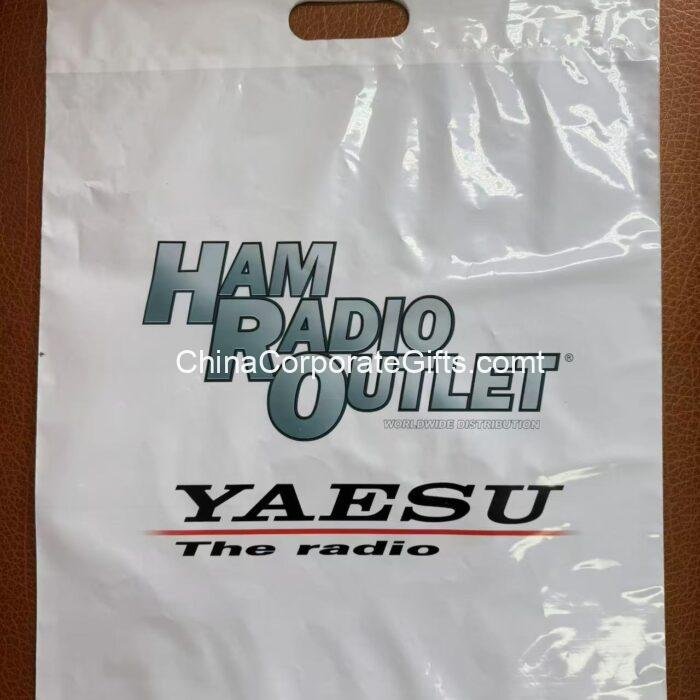 HAM
RADIO
ChinaCorporateGifts.comt
OUTLET®
WORLDWIDE DISTRIBUTION
YAESU
The radio